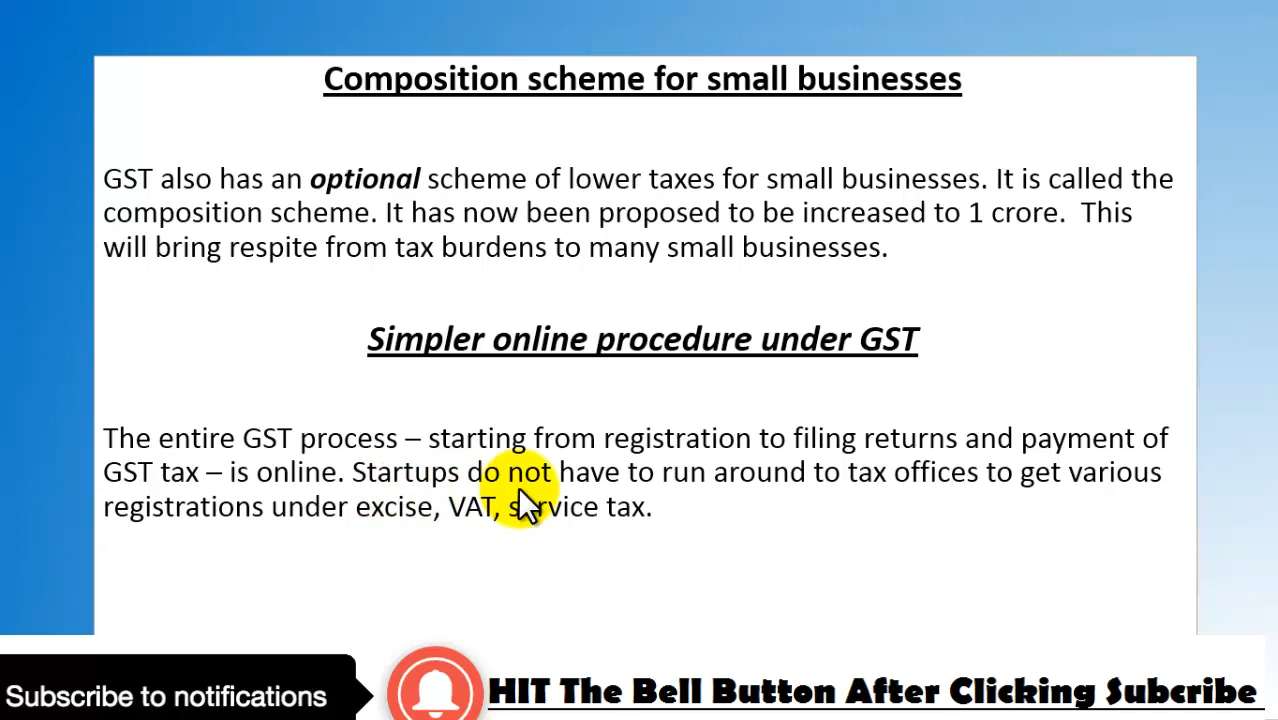 Composition scheme for small businesses
GST also has an optional scheme of lower taxes for small businesses. It is called the
composition scheme. It has now been proposed to be increased to 1 crore. This
will bring respite from tax burdens to many small businesses.
Simpler online procedure under GST
The entire GST process – starting from registration to filing returns and payment of
GST tax – is online. Startups do not have to run around to tax offices to get various
registrations under excise, VAT, service tax.
Subscribe to notifications
HIT The Bell Button After Clicking Subcribe